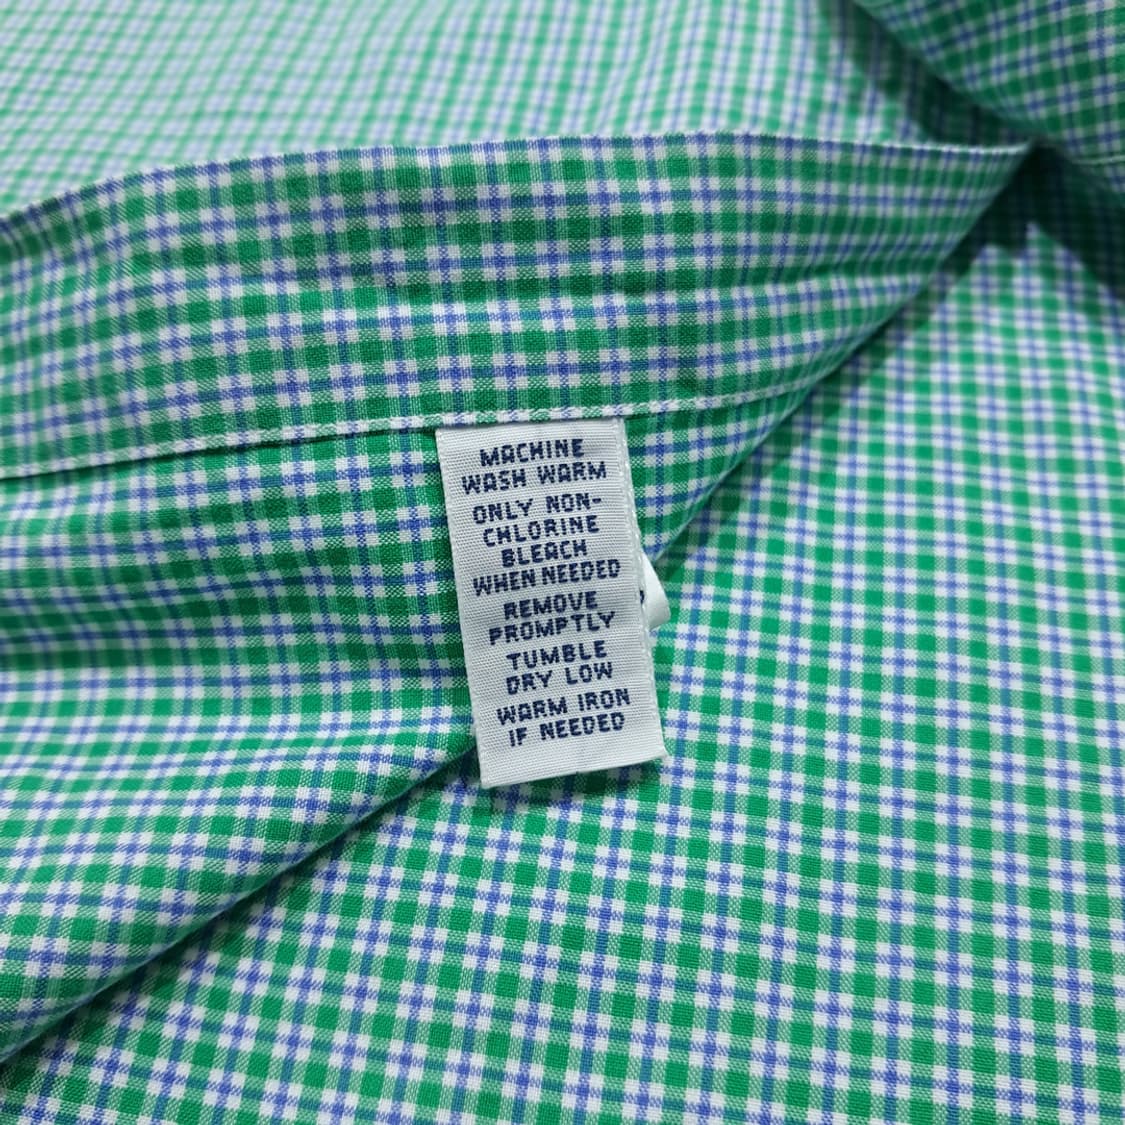 MACHINE
WASH WARM
ONLY NON-
CHLORINE
BLEACH
WHEN NEEDED
REMOVE
PROMPTLY
TUMBLE
DRY LOW
WARM IRON
IF NEEDED